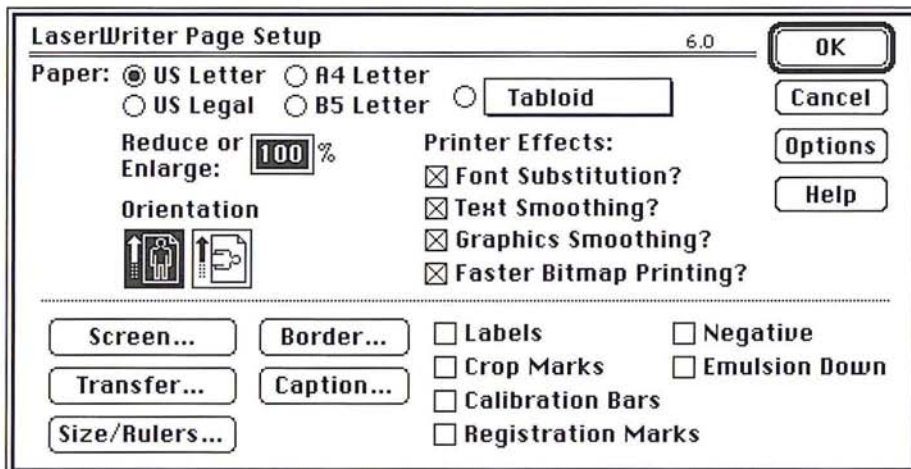 LaserWriter Page Setup 6.0 OK
Paper: US Letter A4 Letter
US Legal B5 Letter Tabloid Cancel
Reduce or 100 % Printer Effects: Options
Enlarge: Font Substitution?
Text Smoothing? Help
Orientation Graphics Smoothing?
Faster Bitmap Printing?
Screen... Border... Labels Negative
Crop Marks Emulsion Down
Transfer... Caption... Calibration Bars
Size/Rulers... Registration Marks